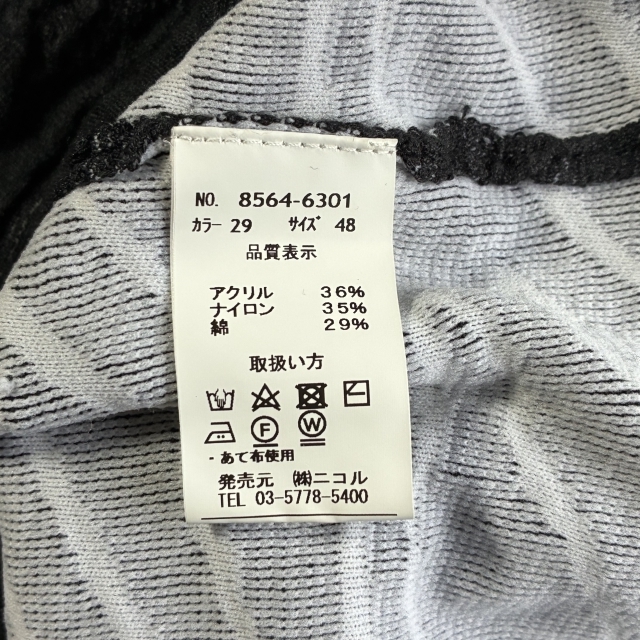 NO. 8564-6301
カラー 29 サイズ 48
品質表示
アクリル 36%
ナイロン 35%
綿 29%
取扱い方
F W
- あて布使用
発売元 ㈱ニコル
TEL 03-5778-5400